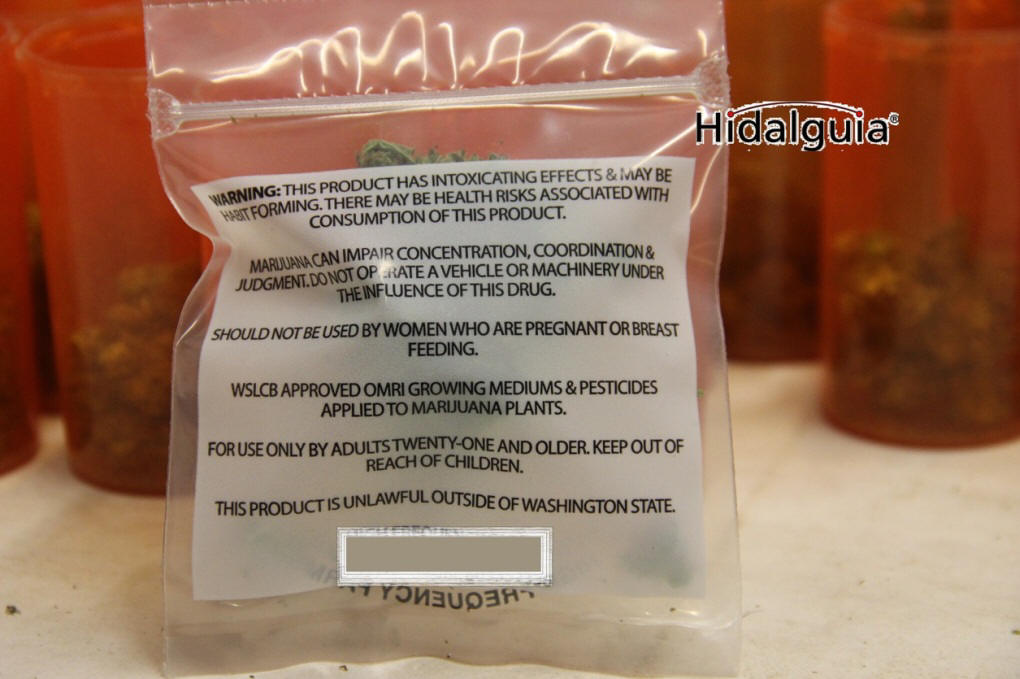 Hidalguia®
WARNING: THIS PRODUCT HAS INTOXICATING EFFECTS & MAY BE
HABIT FORMING. THERE MAY BE HEALTH RISKS ASSOCIATED WITH
CONSUMPTION OF THIS PRODUCT.
MARIJUANA CAN IMPAIR CONCENTRATION, COORDINATION &
JUDGMENT. DO NOT OPERATE A VEHICLE OR MACHINERY UNDER
THE INFLUENCE OF THIS DRUG.
SHOULD NOT BE USED BY WOMEN WHO ARE PREGNANT OR BREAST
FEEDING.
WSLCB APPROVED OMRI GROWING MEDIUMS & PESTICIDES
APPLIED TO MARIJUANA PLANTS.
FOR USE ONLY BY ADULTS TWENTY-ONE AND OLDER. KEEP OUT OF
REACH OF CHILDREN.
THIS PRODUCT IS UNLAWFUL OUTSIDE OF WASHINGTON STATE.
FREQUENCY